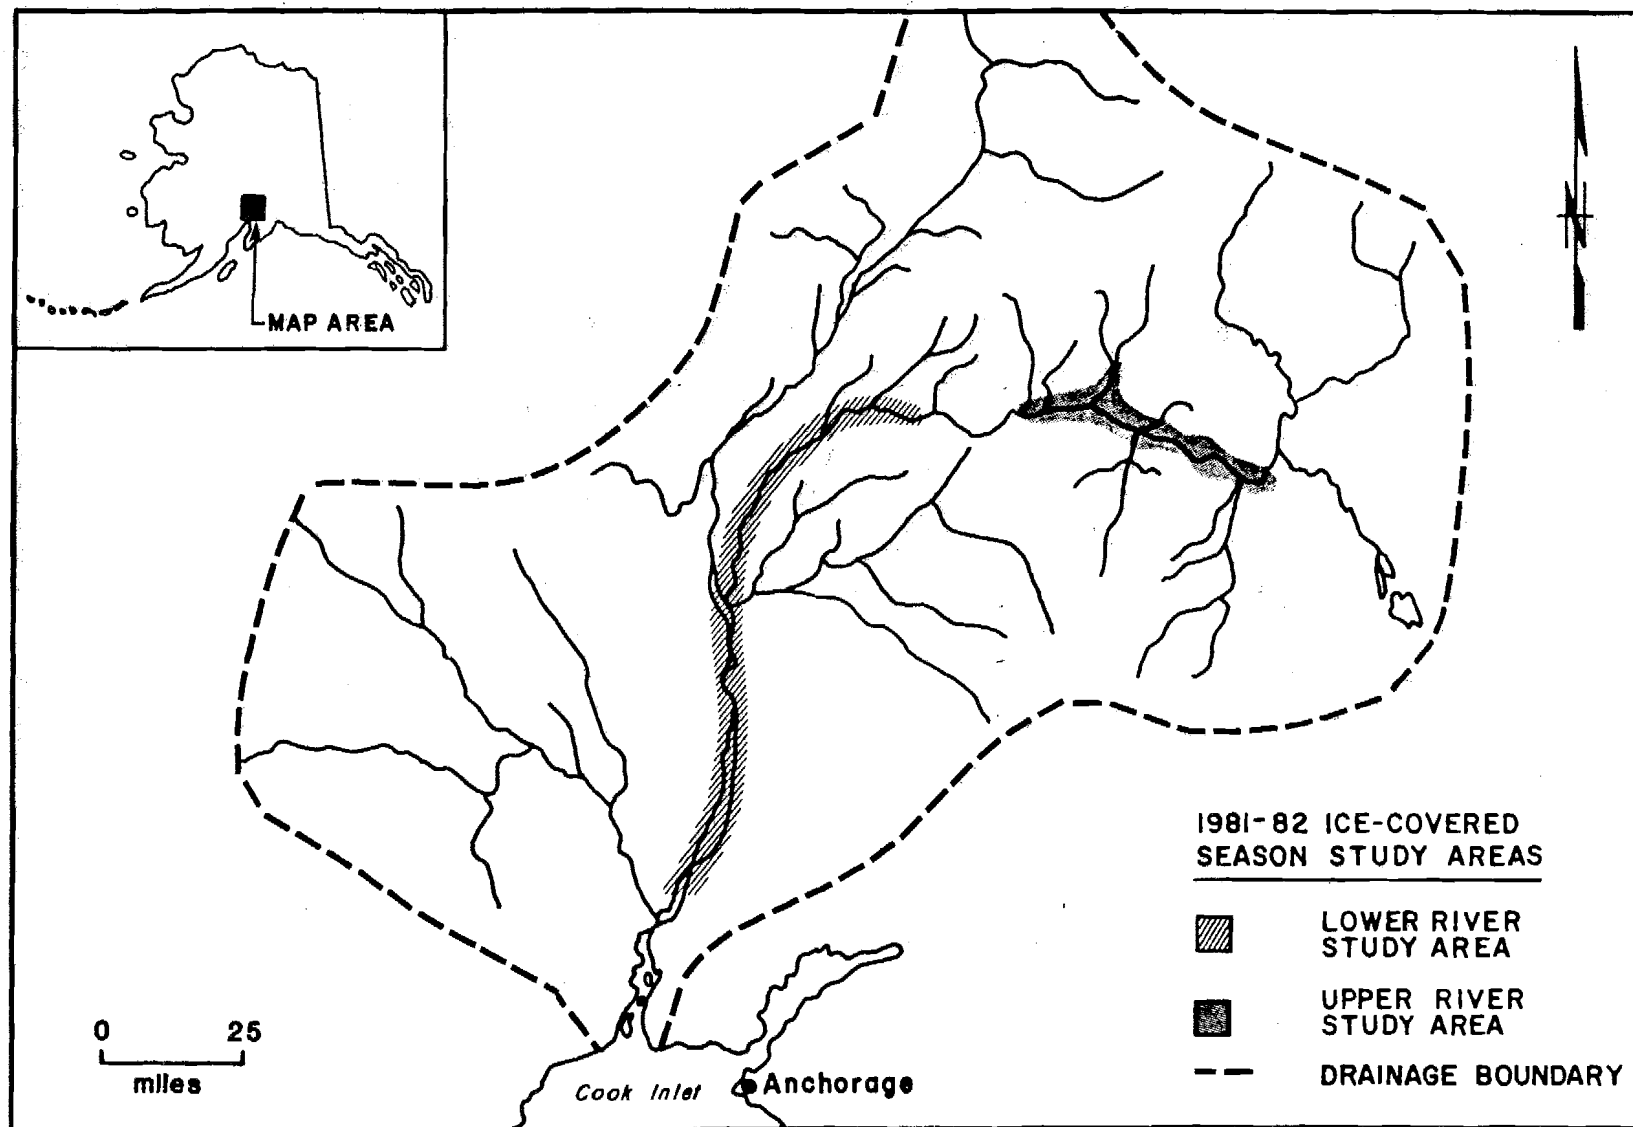 MAP AREA
N
1981-82 ICE-COVERED
SEASON STUDY AREAS
LOWER RIVER
STUDY AREA
UPPER RIVER
STUDY AREA
DRAINAGE BOUNDARY
0 25
miles
Cook Inlet
Anchorage